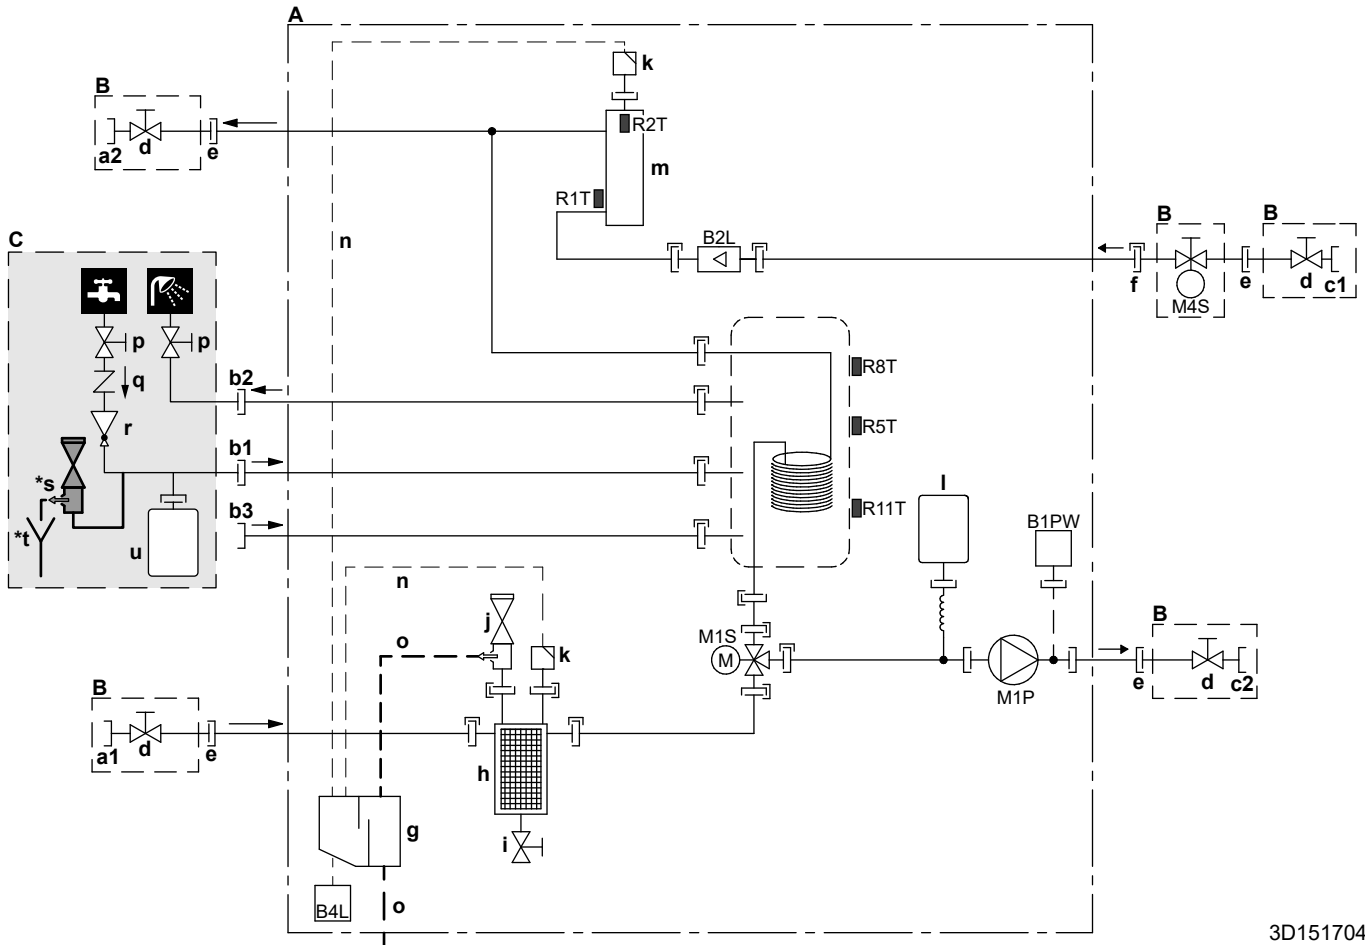 A
k
B
R2T
a2
d
e
m
R1T
B
B
C
n
B2L
f
e
d
c1
M4S
p
p
R8T
q
b2
r
R5T
b1
*s
l
R11T
b3
B1PW
*t
u
n
j
B
o
M1S
k
M
B
M1P
e
d
c2
a1
d
e
h
g
i
B4L
o
3D151704